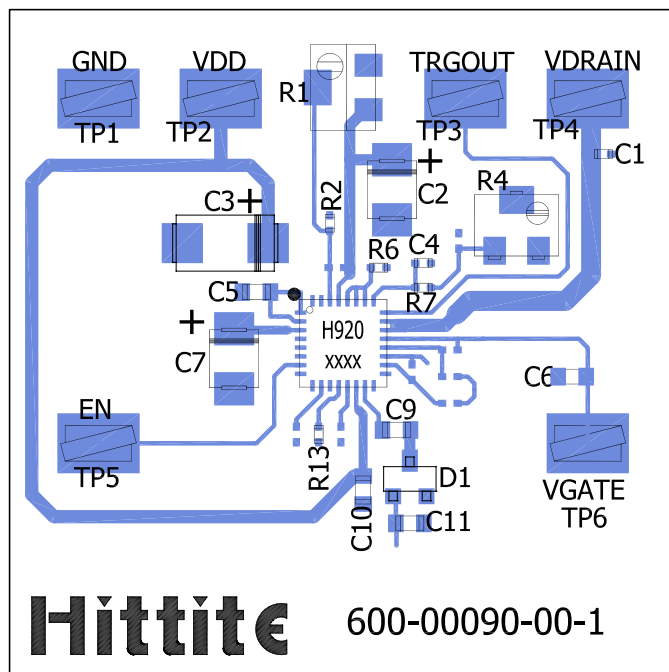 GND VDD TRGOUT VDRAIN
R1
TP1 TP2 TP3 TP4
C1
R4
C3 + R2 + C2
R6 C4
C5 R7
+ H920
C7 XXXX
C6
EN C9
TP5 R13 D1 VGATE
C10 C11 TP6
Hittite 600-00090-00-1